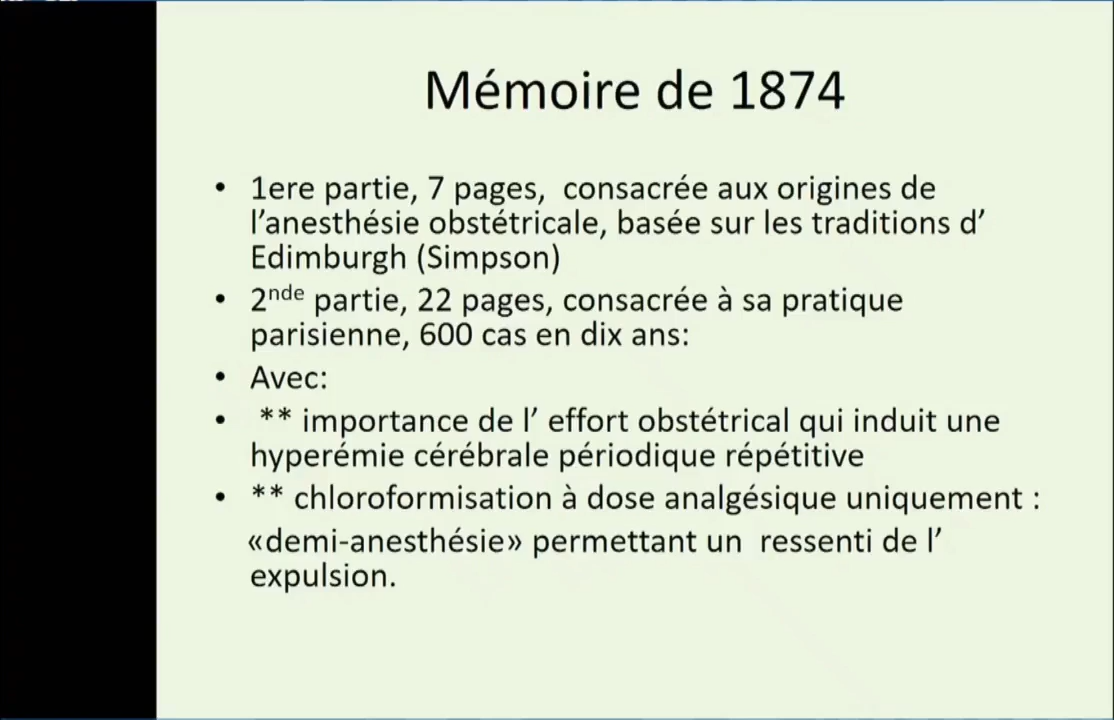 Mémoire de 1874
• 1ere partie, 7 pages,  consacrée aux origines de
l’anesthésie obstétricale, basée sur les traditions d’
Edimburgh (Simpson)
• 2nde partie, 22 pages, consacrée à sa pratique
parisienne, 600 cas en dix ans:
• Avec:
•  ** importance de l’ effort obstétrical qui induit une
hyperémie cérébrale périodique répétitive
• ** chloroformisation à dose analgésique uniquement :
«demi-anesthésie» permettant un  ressenti de l’
expulsion.